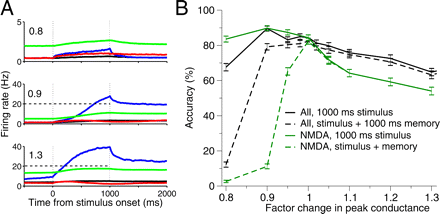 A
B
5
0.8
0
40
0.9
20
0
40
1.3
20
0
0
1000
2000
Firing rate (Hz)
Time from stimulus onset (ms)
100
80
60
40
20
0
Accuracy (%)
All, 1000 ms stimulus
All, stimulus + 1000 ms memory
NMDA, 1000 ms stimulus
NMDA, stimulus + memory
0.8
0.9
1
1.1
1.2
1.3
Factor change in peak conductance